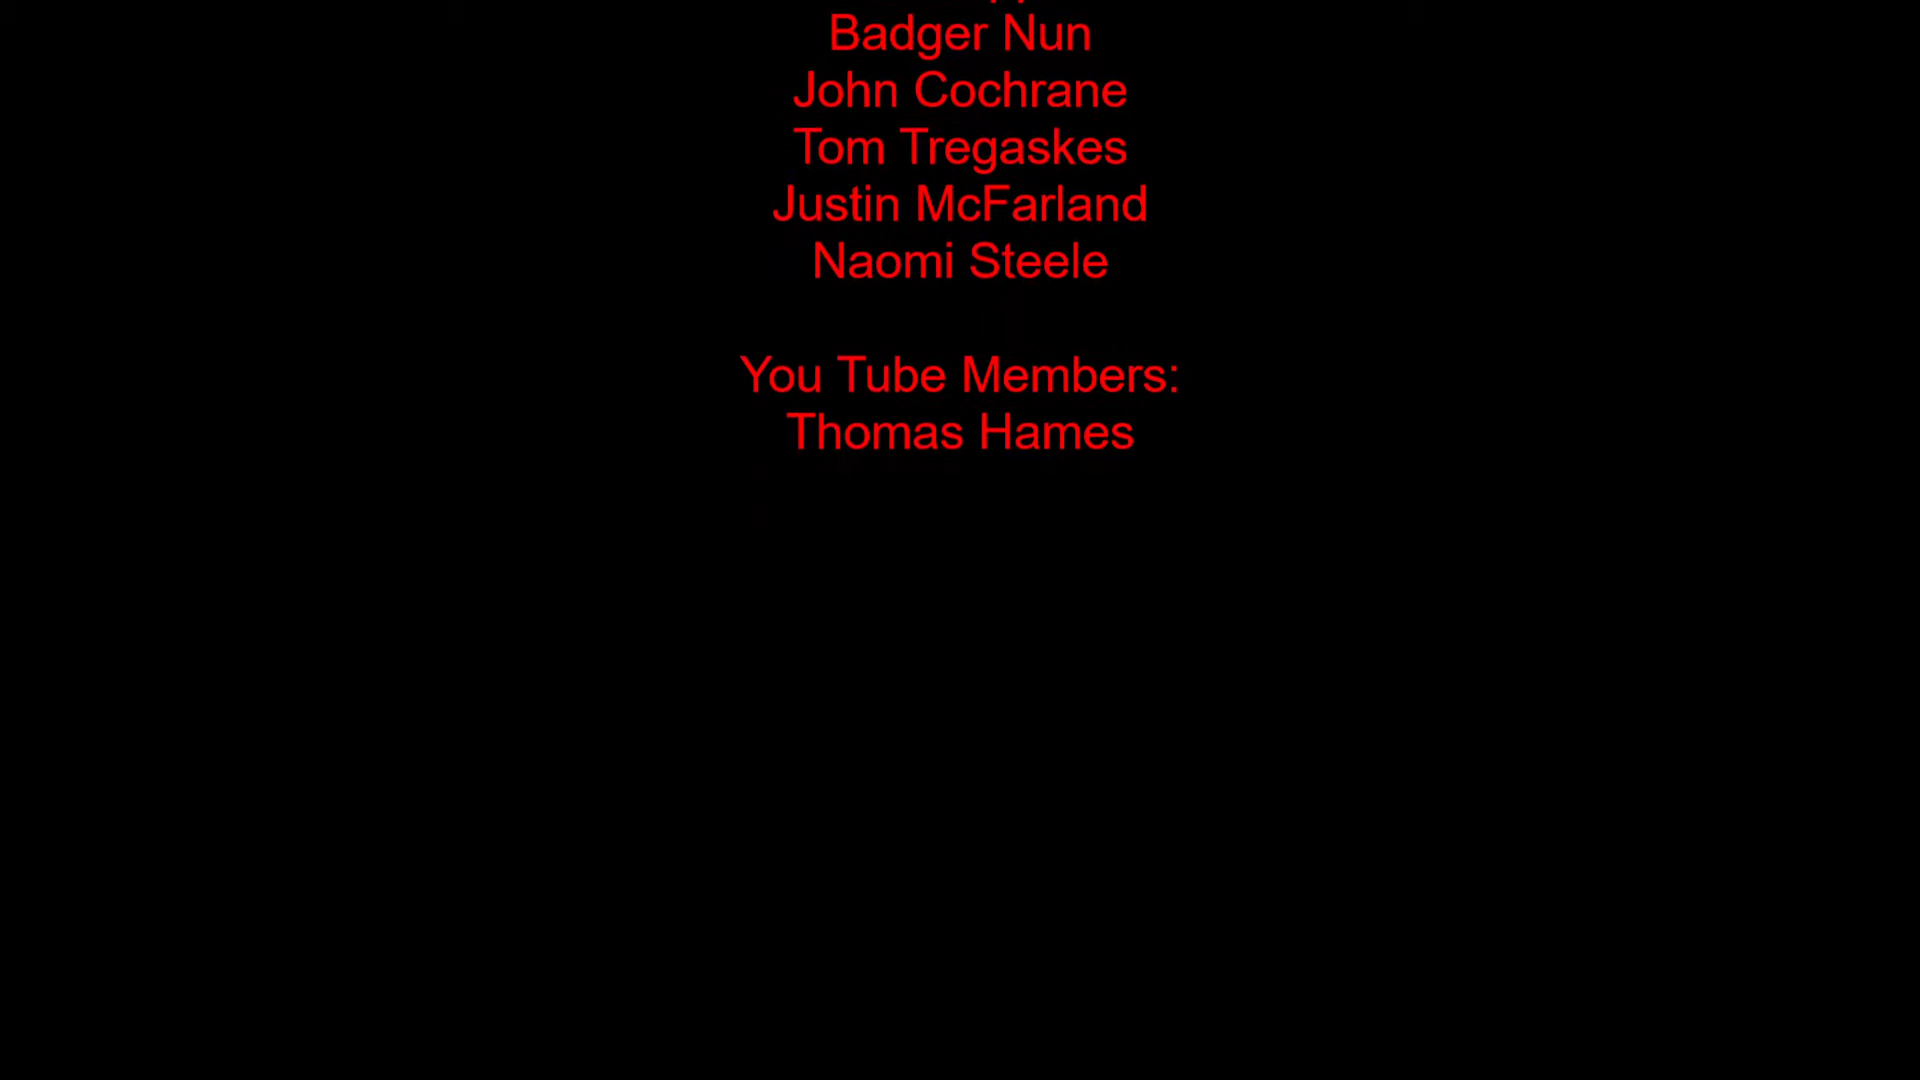 Badger Nun
John Cochrane
Tom Tregaskes
Justin McFarland
Naomi Steele
You Tube Members:
Thomas Hames